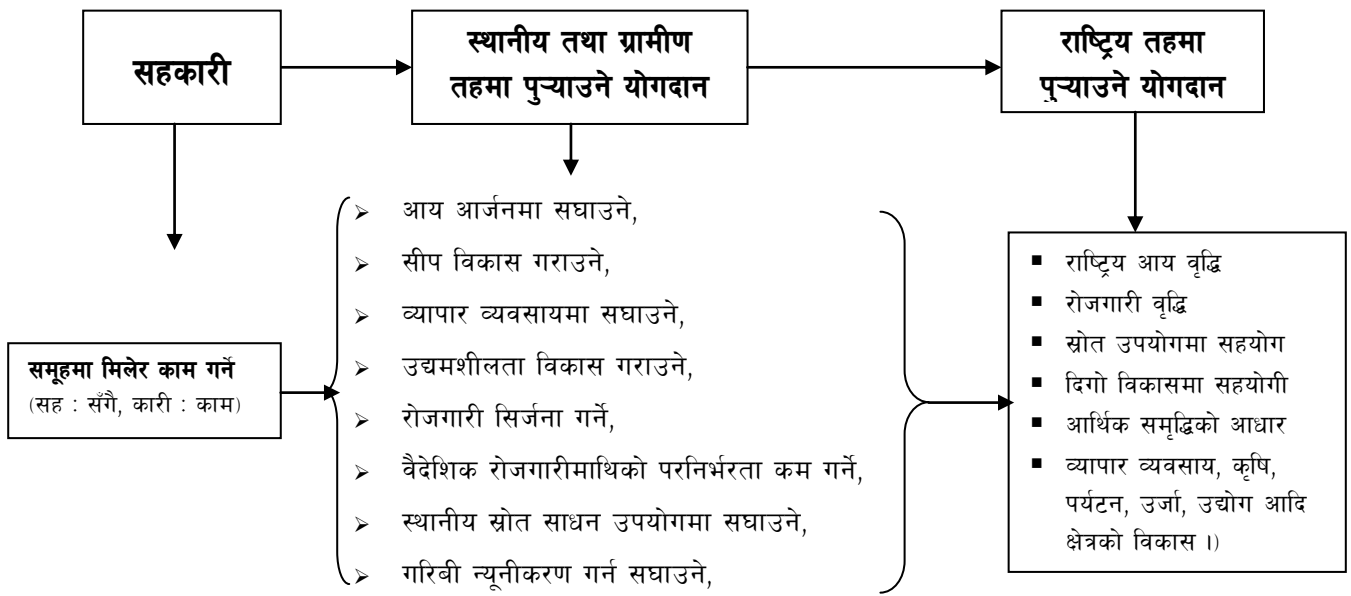 सहकारी
स्थानीय तथा ग्रामीण
तहमा पुऱ्याउने योगदान
राष्ट्रिय तहमा
पुऱ्याउने योगदान
समूहमा मिलेर काम गर्ने
(सह : सँगै, कारी : काम)
➢ आय आर्जनमा सघाउने,
➢ सीप विकास गराउने,
➢ व्यापार व्यवसायमा सघाउने,
➢ उद्यमशीलता विकास गराउने,
➢ रोजगारी सिर्जना गर्ने,
➢ वैदेशिक रोजगारीमाथिको परनिर्भरता कम गर्ने,
➢ स्थानीय स्रोत साधन उपयोगमा सघाउने,
➢ गरिबी न्यूनीकरण गर्न सघाउने,
▪ राष्ट्रिय आय वृद्धि
▪ रोजगारी वृद्धि
▪ स्रोत उपयोगमा सहयोग
▪ दिगो विकासमा सहयोगी
▪ आर्थिक समृद्धिको आधार
▪ व्यापार व्यवसाय, कृषि,
पर्यटन, उर्जा, उद्योग आदि
क्षेत्रको विकास ।)